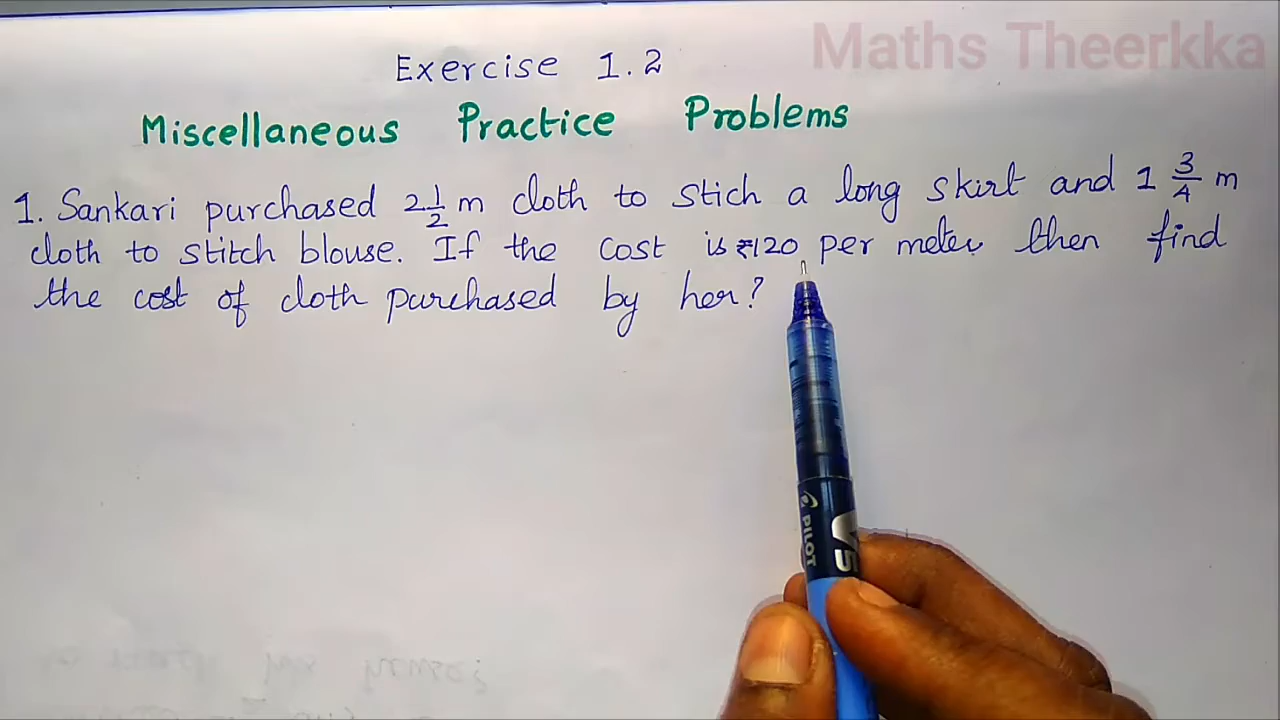 Maths Theerkka
Exercise 1.2
Miscellaneous Practice Problems
1. Sankari purchased 2 1/2 m cloth to stich a long skirt and 1 3/4 m
cloth to stitch blouse. If the cost is ₹120 per meter then find
the cost of cloth purchased by her?
PILOT
V5